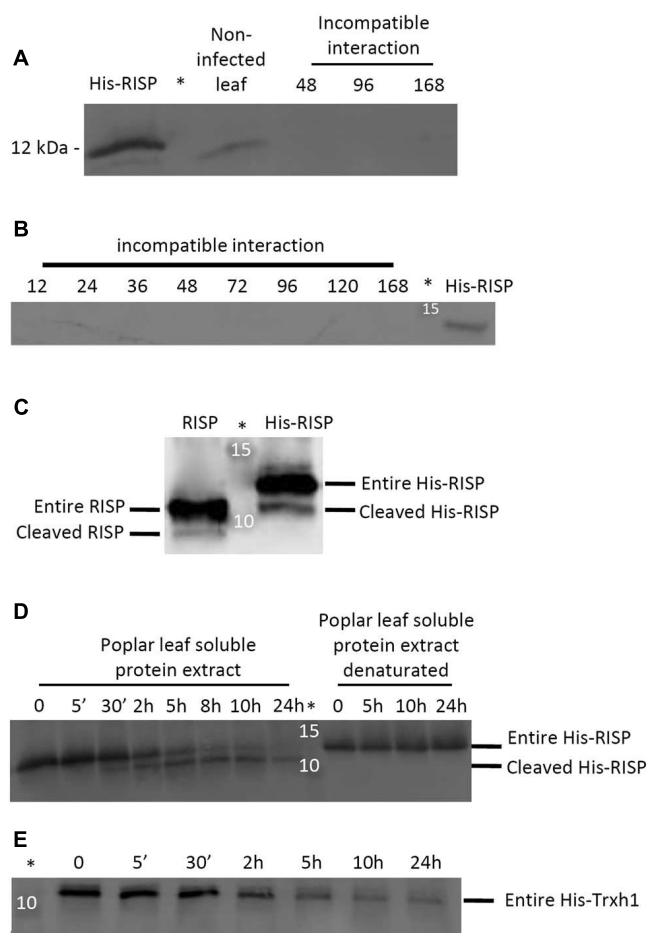 A
Non-infected leaf
Incompatible interaction
His-RISP * 48 96 168
12 kDa -
B
incompatible interaction
12 24 36 48 72 96 120 168 * His-RISP
15
C
RISP * His-RISP
15
Entire His-RISP
Entire RISP
10
Cleaved His-RISP
Cleaved RISP
D
Poplar leaf soluble protein extract
Poplar leaf soluble protein extract denaturated
0 5’ 30’ 2h 5h 8h 10h 24h * 0 5h 10h 24h
15
Entire His-RISP
10
Cleaved His-RISP
E
* 0 5’ 30’ 2h 5h 10h 24h
10
Entire His-Trxh1